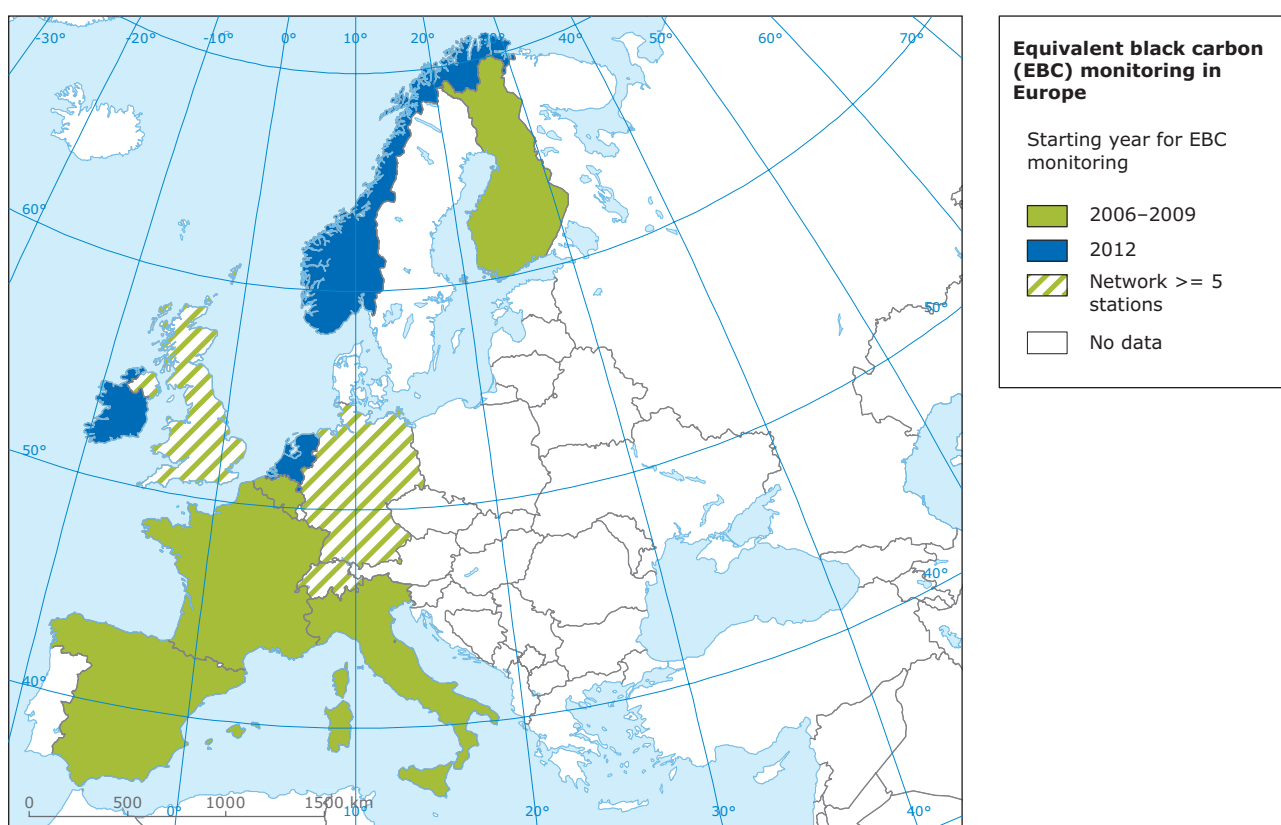 -30°
-20°
-10°
0°
10°
20°
30°
40°
50°
60°
70°
60°
50°
50°
40°
40°
0
500
1000
1500 km
0°
10°
20°
30°
40°
Equivalent black carbon
(EBC) monitoring in
Europe
Starting year for EBC
monitoring
2006–2009
2012
Network >= 5
stations
No data